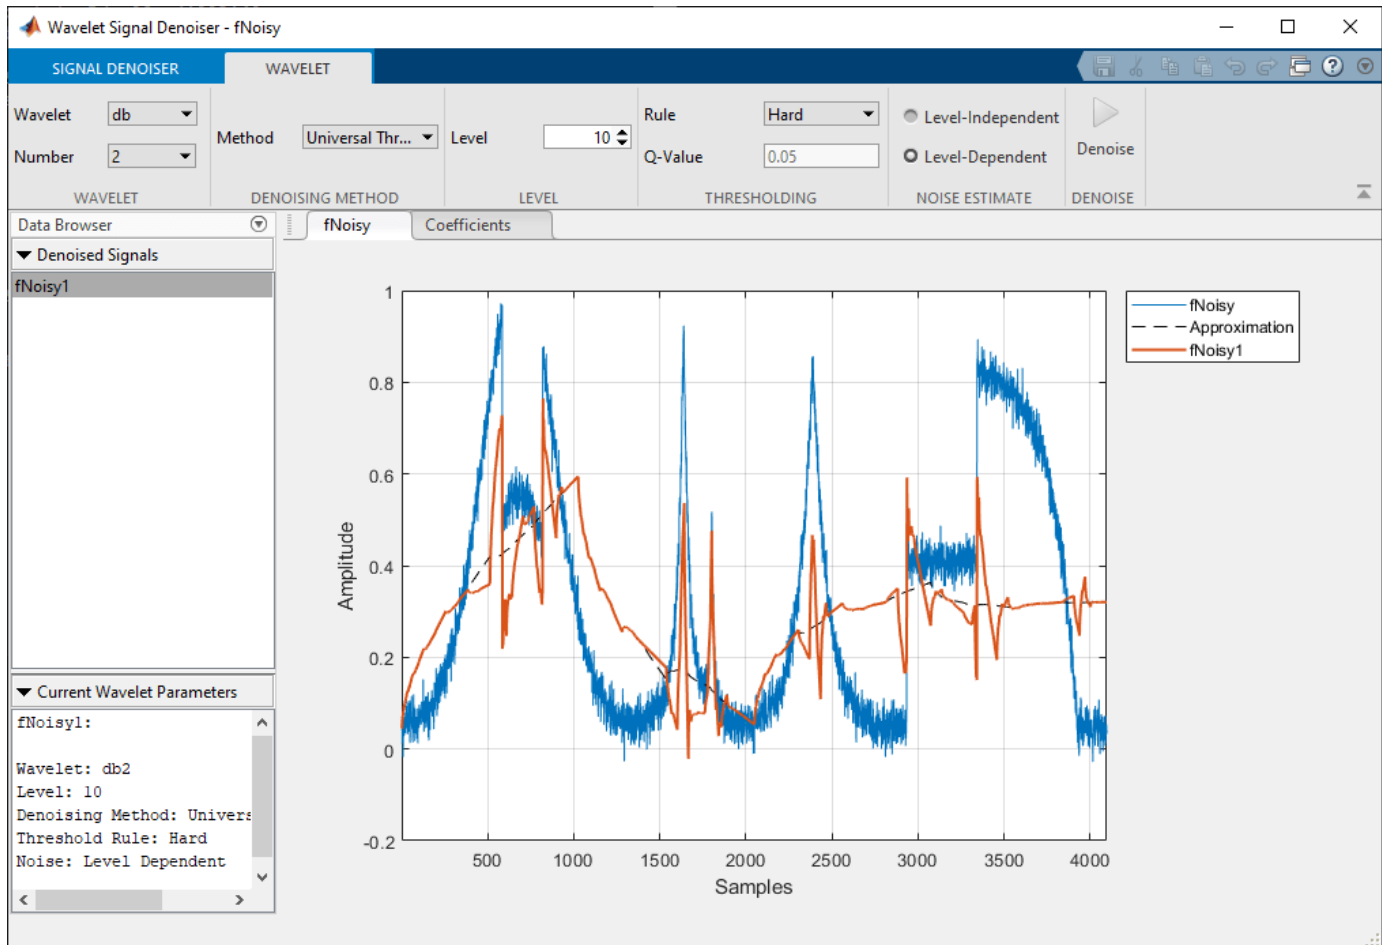 Wavelet Signal Denoiser - fNoisy
SIGNAL DENOISER
WAVELET
Wavelet
db
Number
2
WAVELET
Method
Universal Thr...
DENOISING METHOD
Level
10
LEVEL
Rule
Hard
Q-Value
0.05
THRESHOLDING
Level-Independent
Level-Dependent
NOISE ESTIMATE
Denoise
DENOISE
Data Browser
Denoised Signals
fNoisy1
fNoisy
Coefficients
1
0.8
0.6
0.4
0.2
0
-0.2
Amplitude
500
1000
1500
2000
2500
3000
3500
4000
Samples
fNoisy
Approximation
fNoisy1
Current Wavelet Parameters
fNoisy1:
Wavelet: db2
Level: 10
Denoising Method: Univers
Threshold Rule: Hard
Noise: Level Dependent